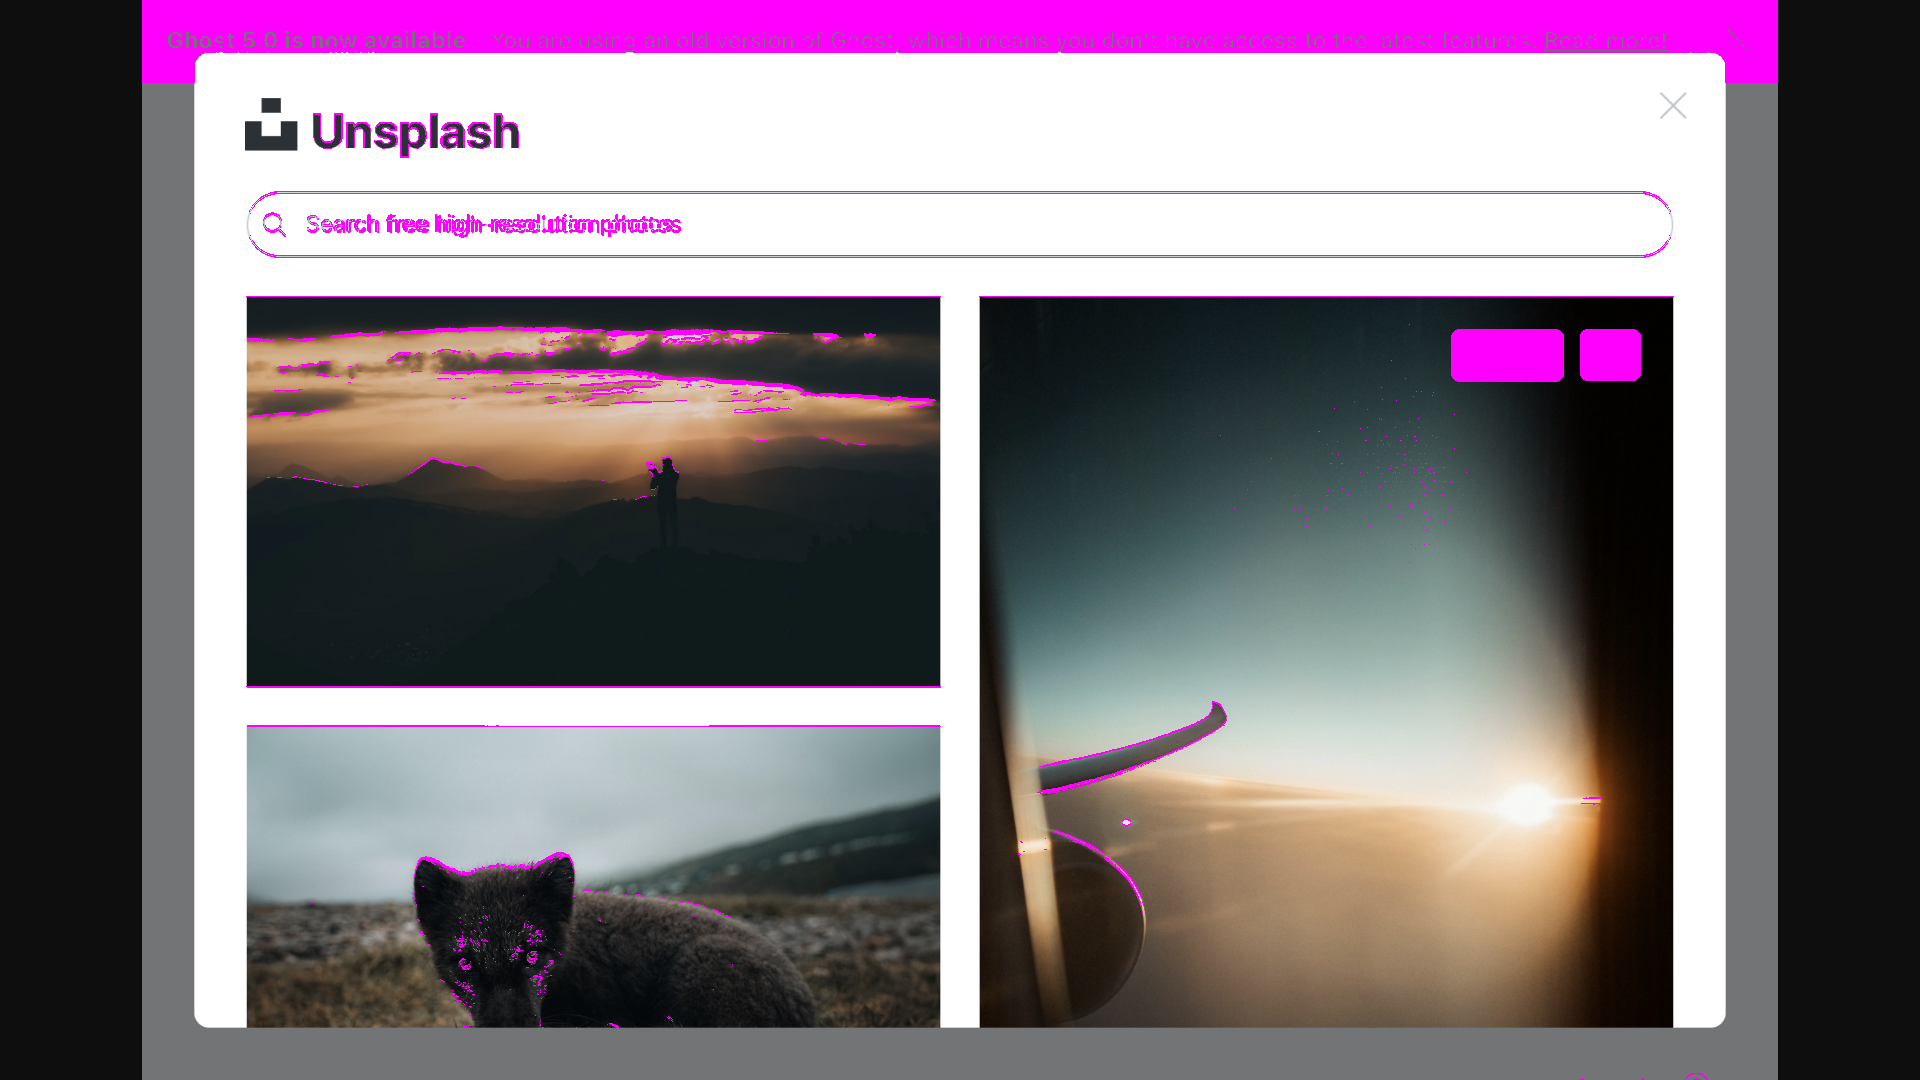 Ghost 5.0 is now available You are using an old version of Ghost, which means you don't have access to the latest features. Read more!
Unsplash
Search free high-resolution photos